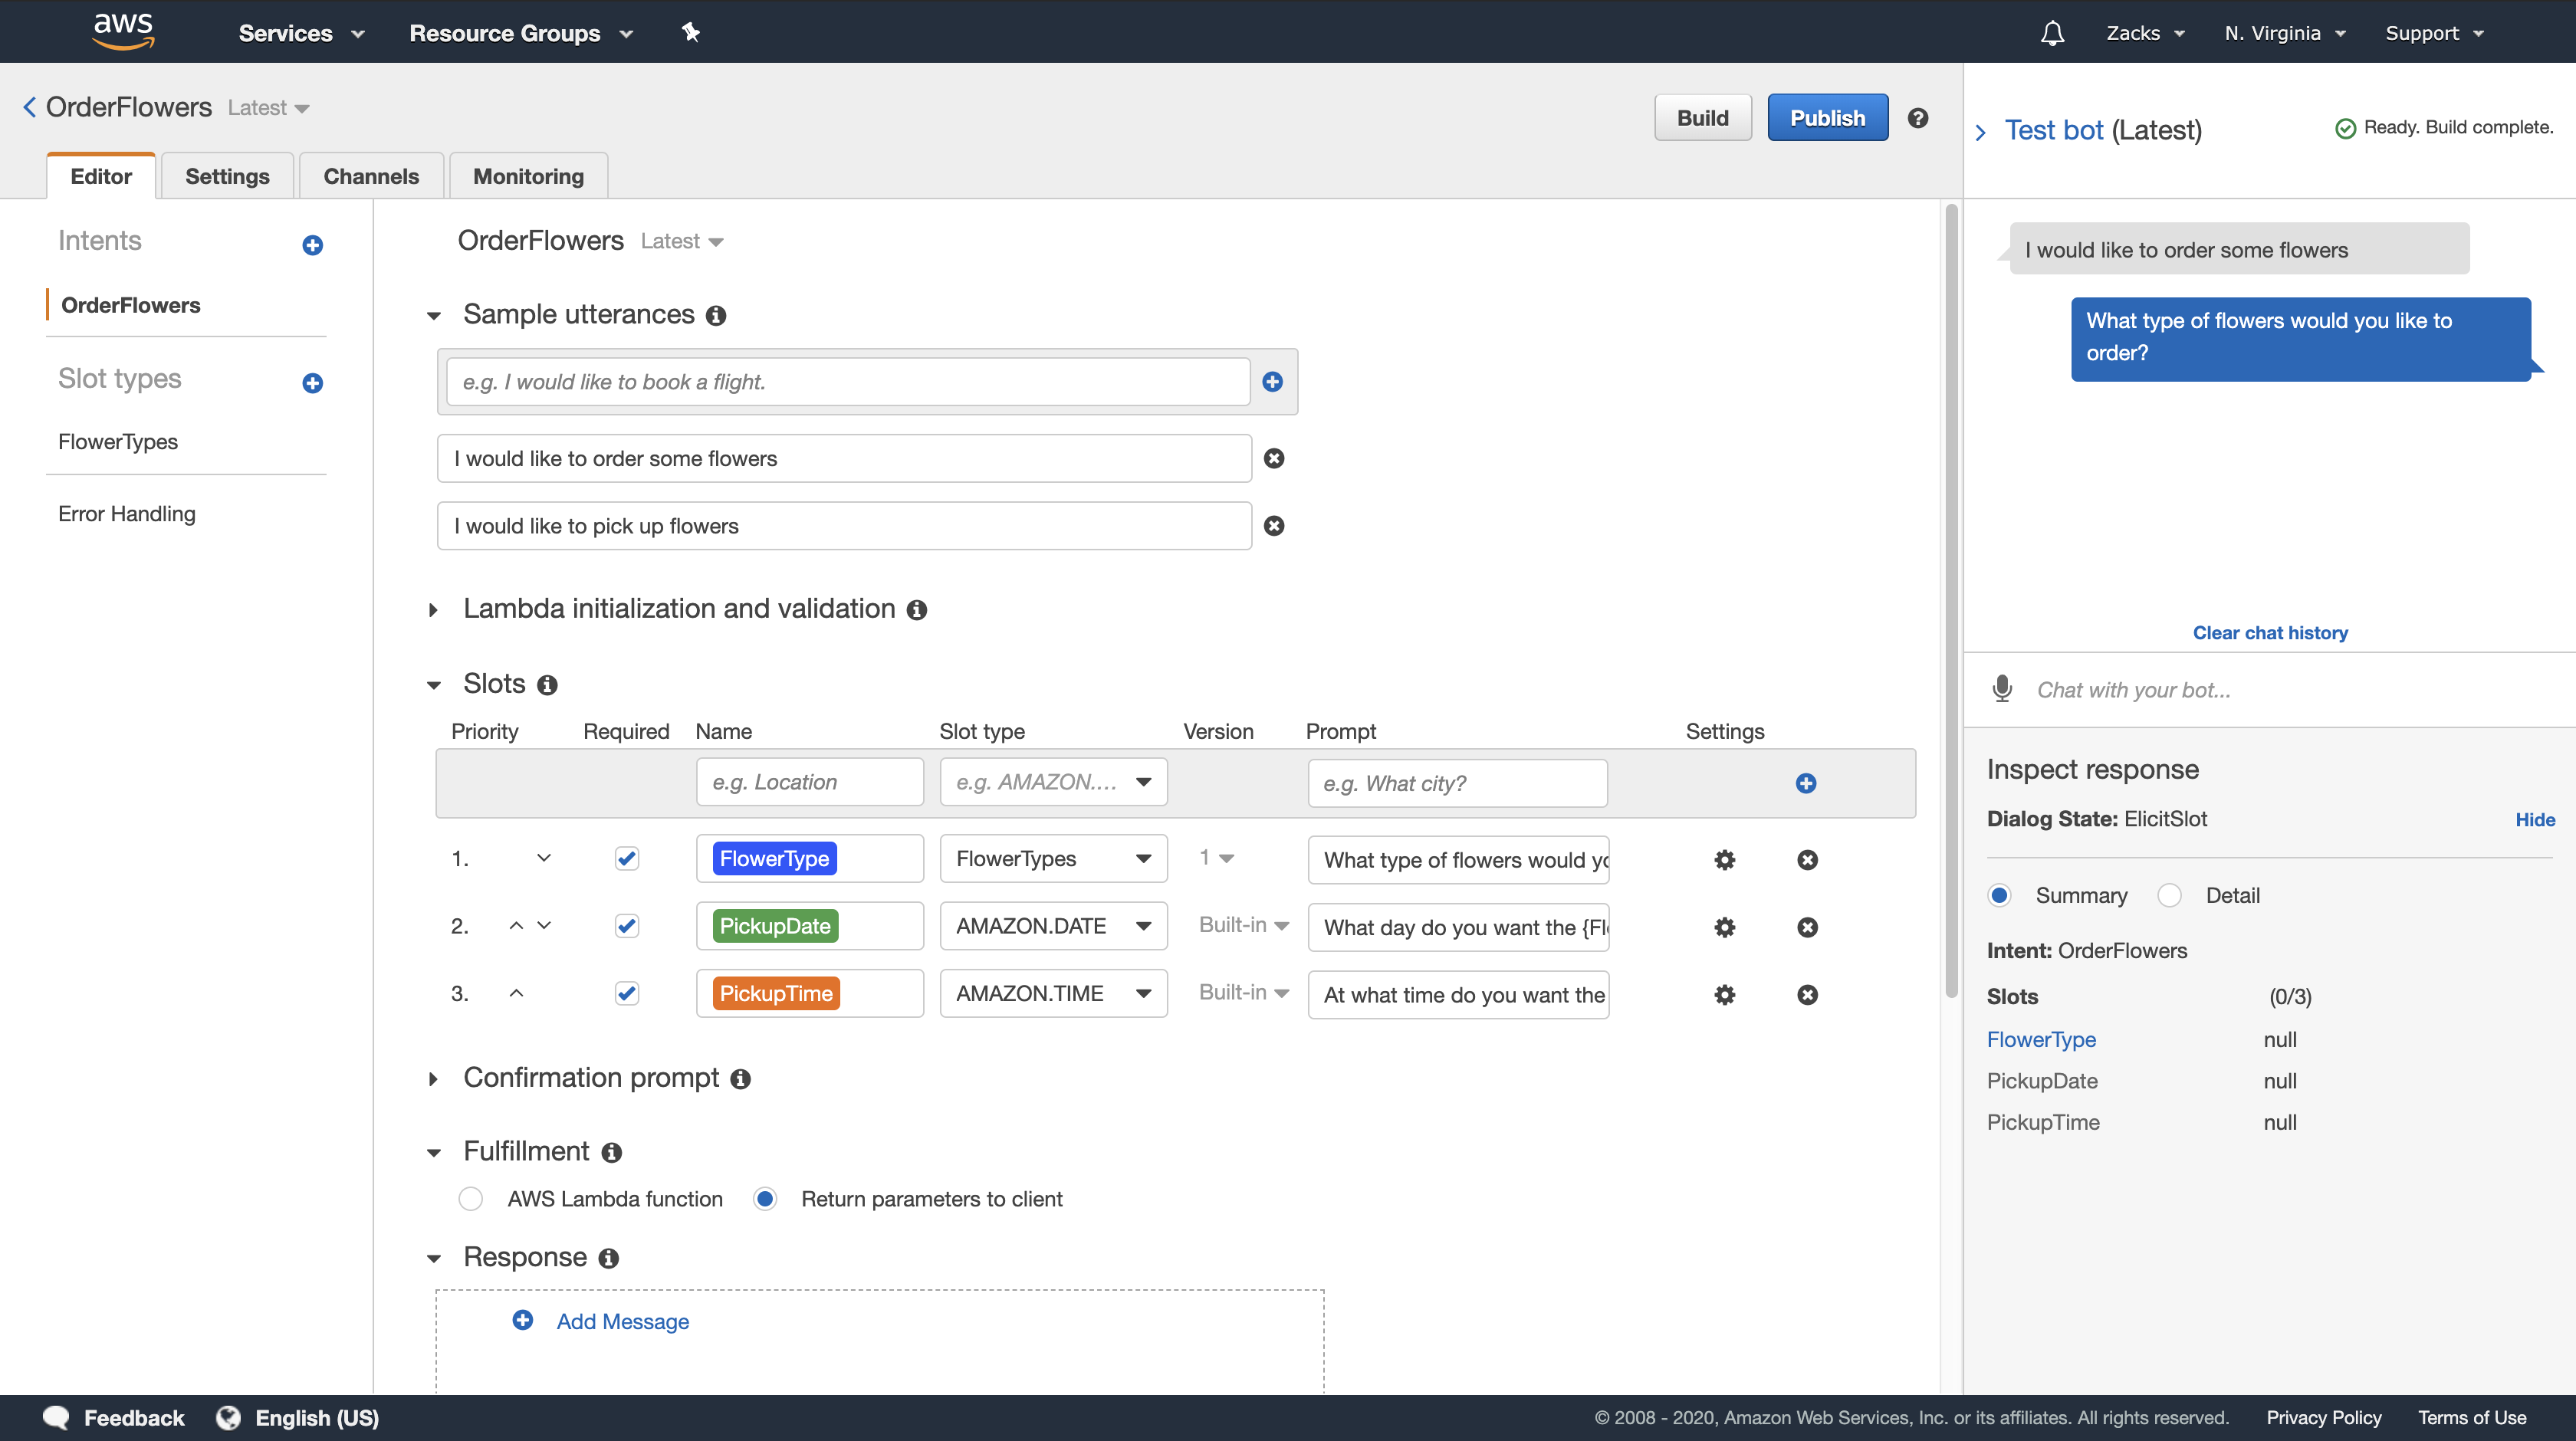 aws Services Resource Groups Zacks N. Virginia Support
OrderFlowers Latest
Build Publish ?
Test bot (Latest) Ready. Build complete.
Editor Settings Channels Monitoring
Intents
OrderFlowers
Slot types
FlowerTypes
Error Handling
OrderFlowers Latest
Sample utterances
e.g. I would like to book a flight.
I would like to order some flowers
I would like to pick up flowers
Lambda initialization and validation
Slots
Priority Required Name Slot type Version Prompt Settings
e.g. Location e.g. AMAZON.... e.g. What city?
1. FlowerType FlowerTypes 1 What type of flowers would yo
2. PickupDate AMAZON.DATE Built-in What day do you want the {Fl
3. PickupTime AMAZON.TIME Built-in At what time do you want the
Confirmation prompt
Fulfillment
AWS Lambda function Return parameters to client
Response
Add Message
I would like to order some flowers
What type of flowers would you like to
order?
Clear chat history
Chat with your bot...
Inspect response
Dialog State: ElicitSlot Hide
Summary Detail
Intent: OrderFlowers
Slots (0/3)
FlowerType null
PickupDate null
PickupTime null
Feedback English (US) © 2008 - 2020, Amazon Web Services, Inc. or its affiliates. All rights reserved. Privacy Policy Terms of Use